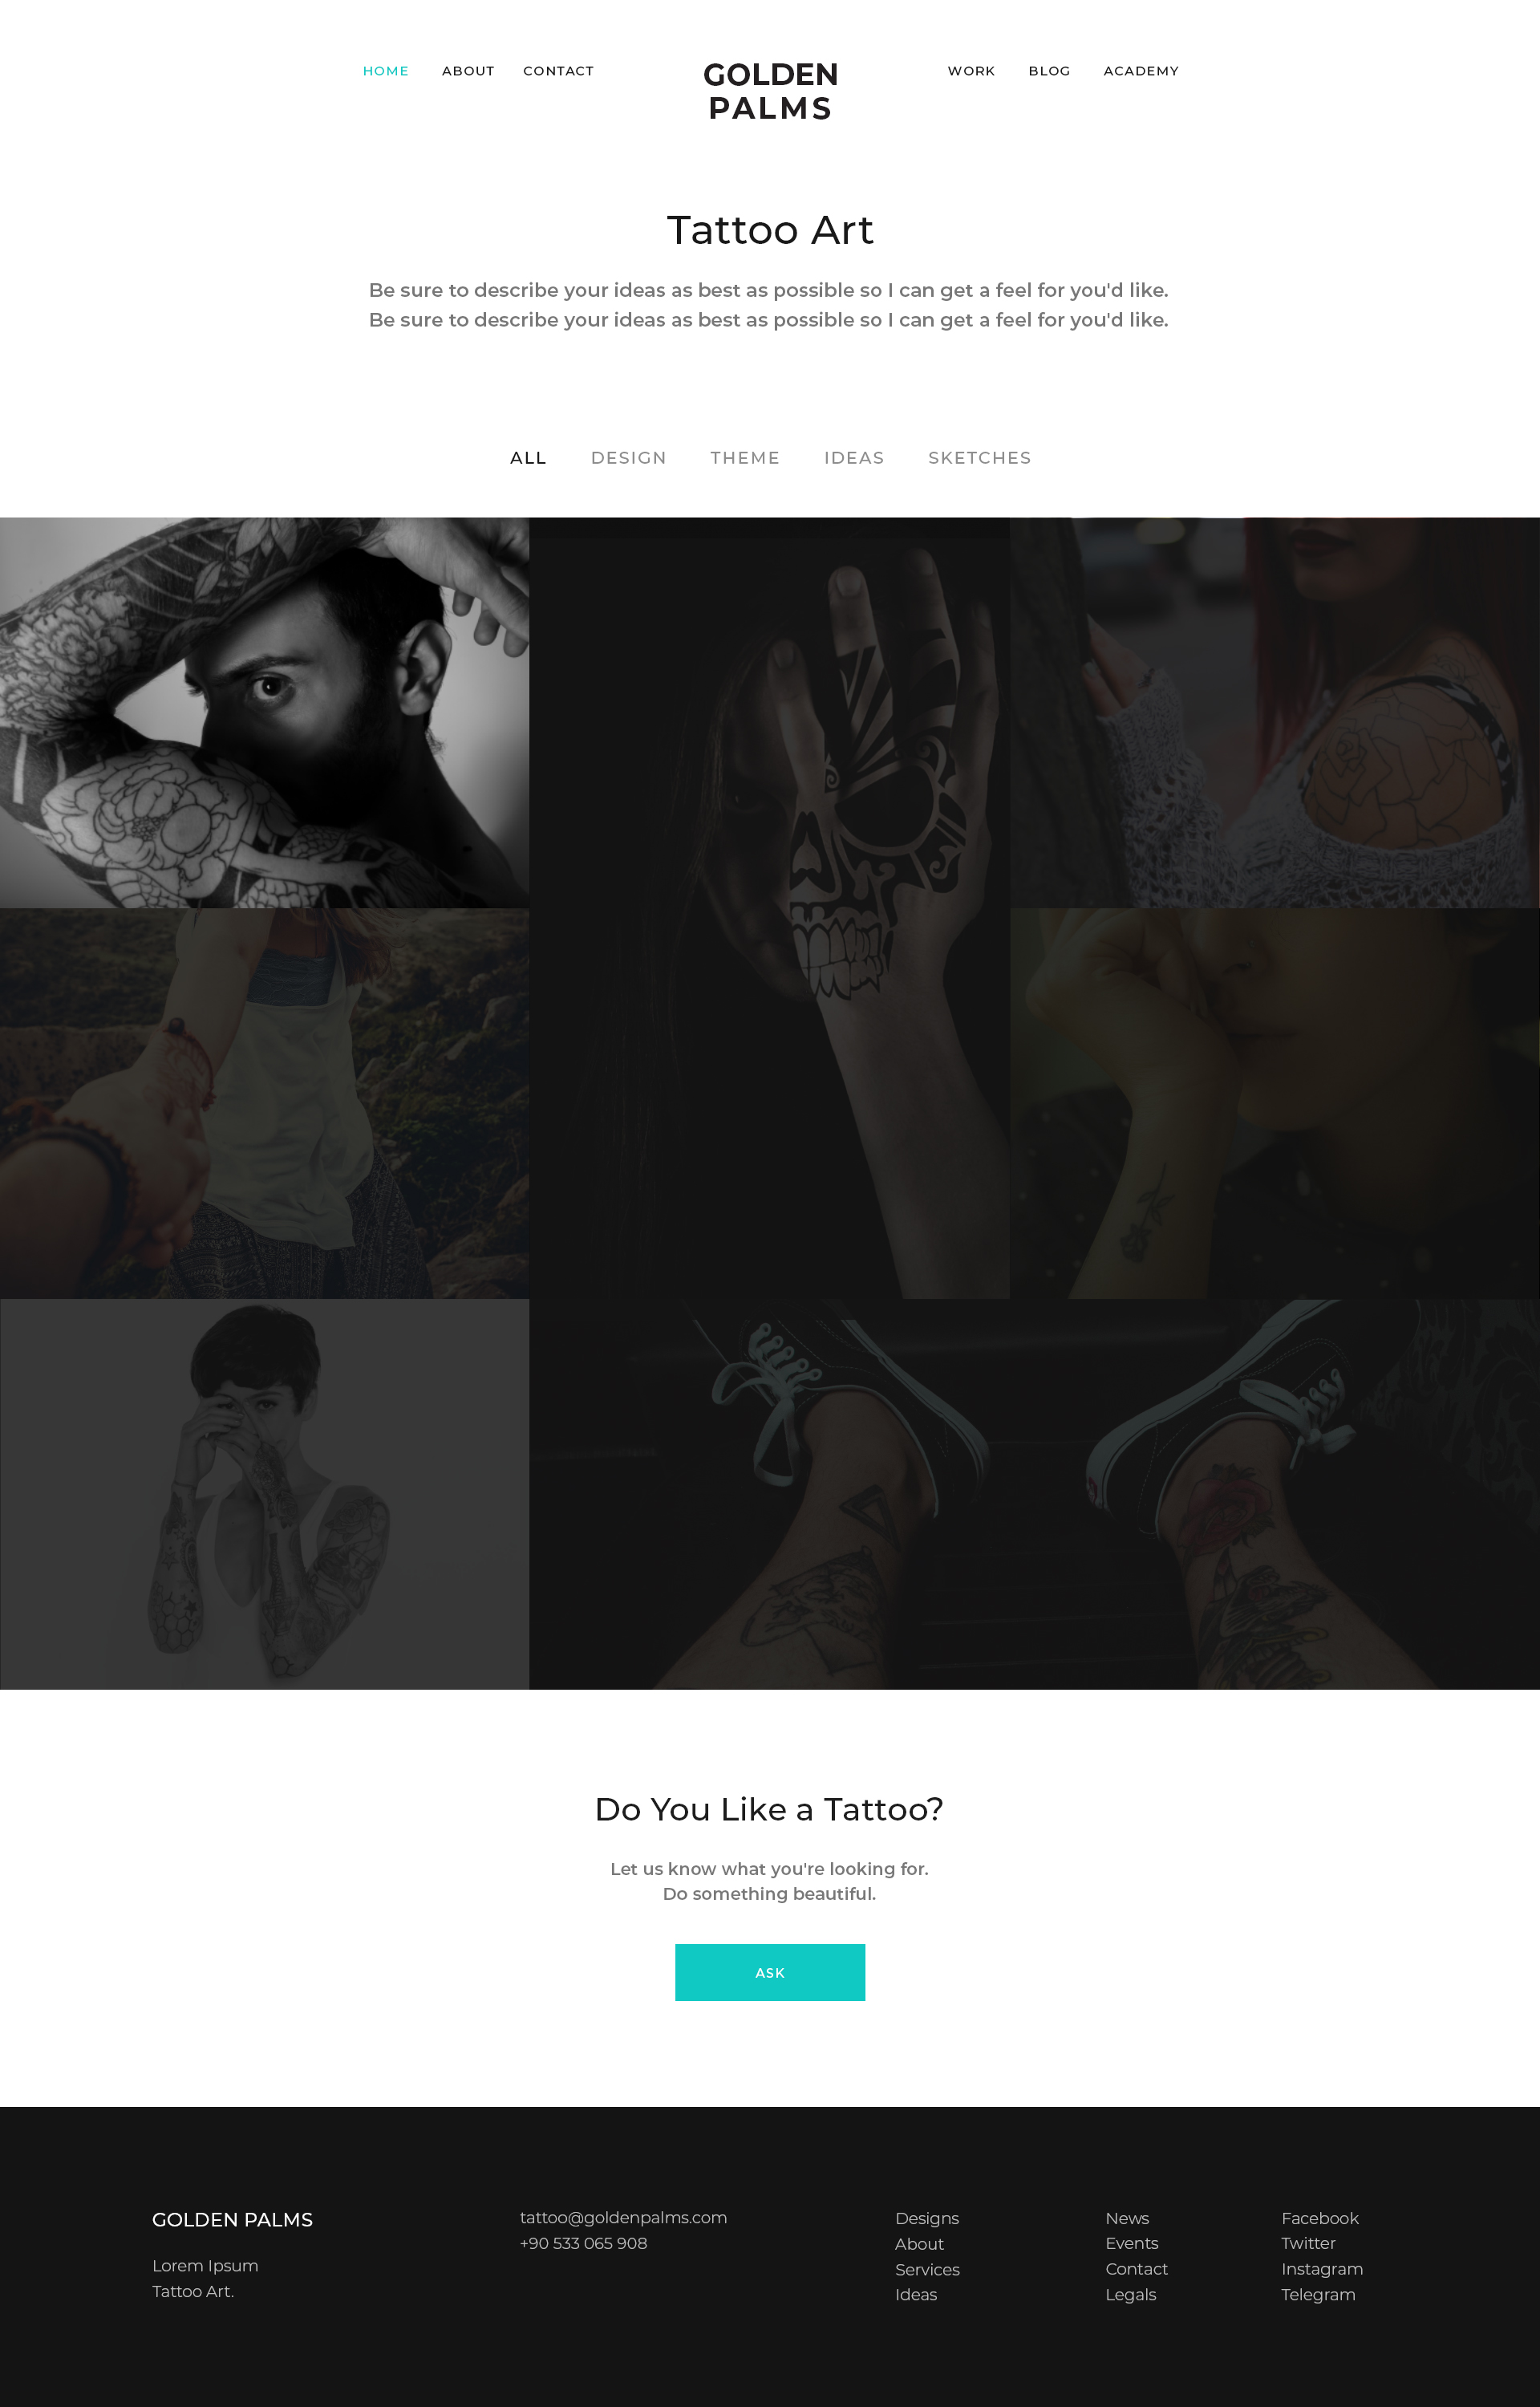 HOME ABOUT CONTACT
GOLDEN
PALMS
WORK BLOG ACADEMY
Tattoo Art
Be sure to describe your ideas as best as possible so I can get a feel for you'd like.
Be sure to describe your ideas as best as possible so I can get a feel for you'd like.
ALL DESIGN THEME IDEAS SKETCHES
Do You Like a Tattoo?
Let us know what you're looking for.
Do something beautiful.
ASK
GOLDEN PALMS
Lorem Ipsum
Tattoo Art.
tattoo@goldenpalms.com
+90 533 065 908
Designs
About
Services
Ideas
News
Events
Contact
Legals
Facebook
Twitter
Instagram
Telegram